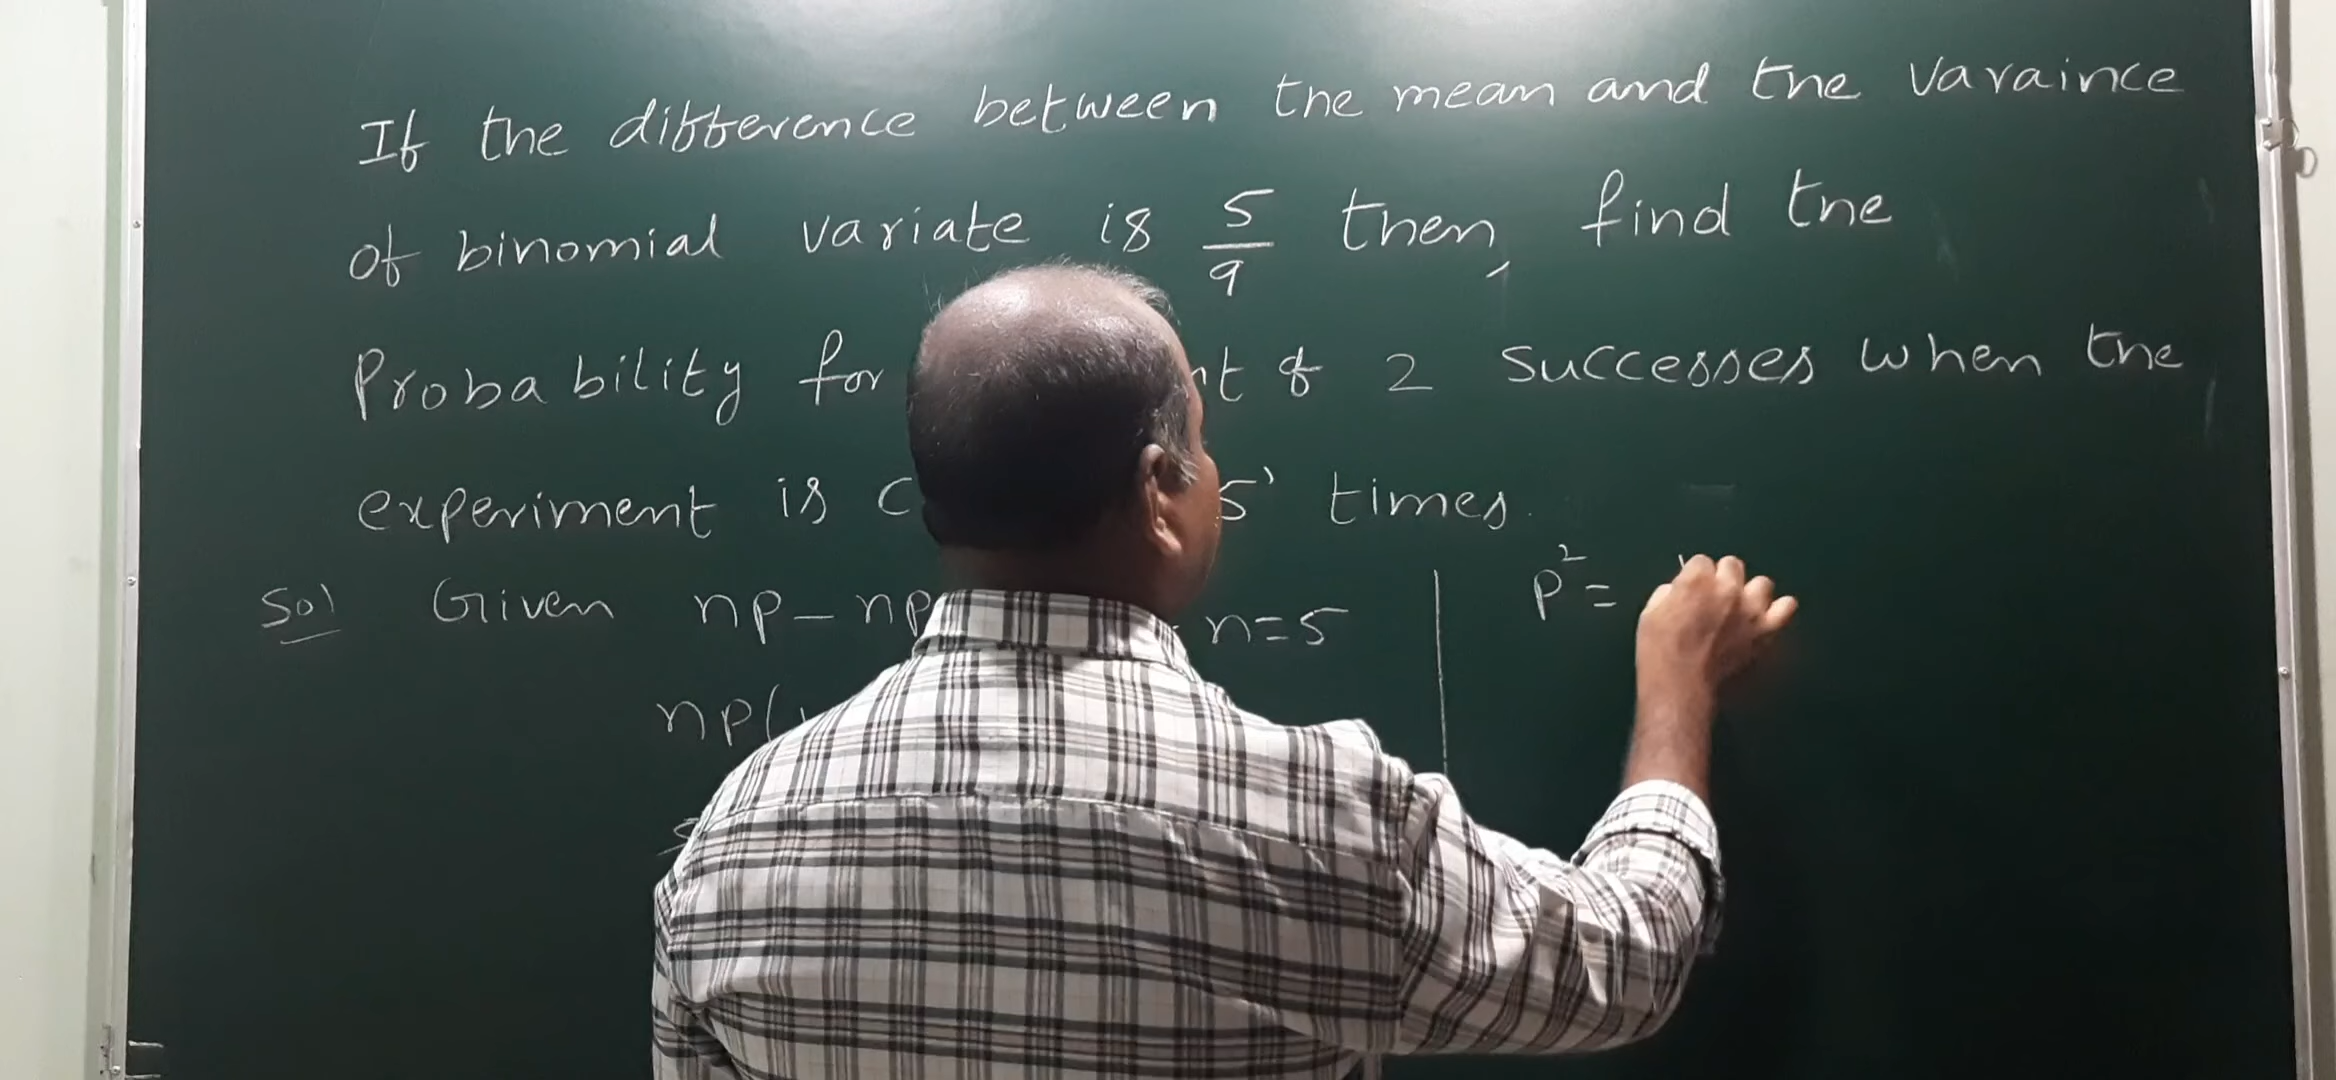 If the difference between the mean and the varaince
of binomial variate is 5/9 then, find the
Probability for of 2 successes when the
experiment is 5' times.
Sol Given np - np n=5
np(
p² =